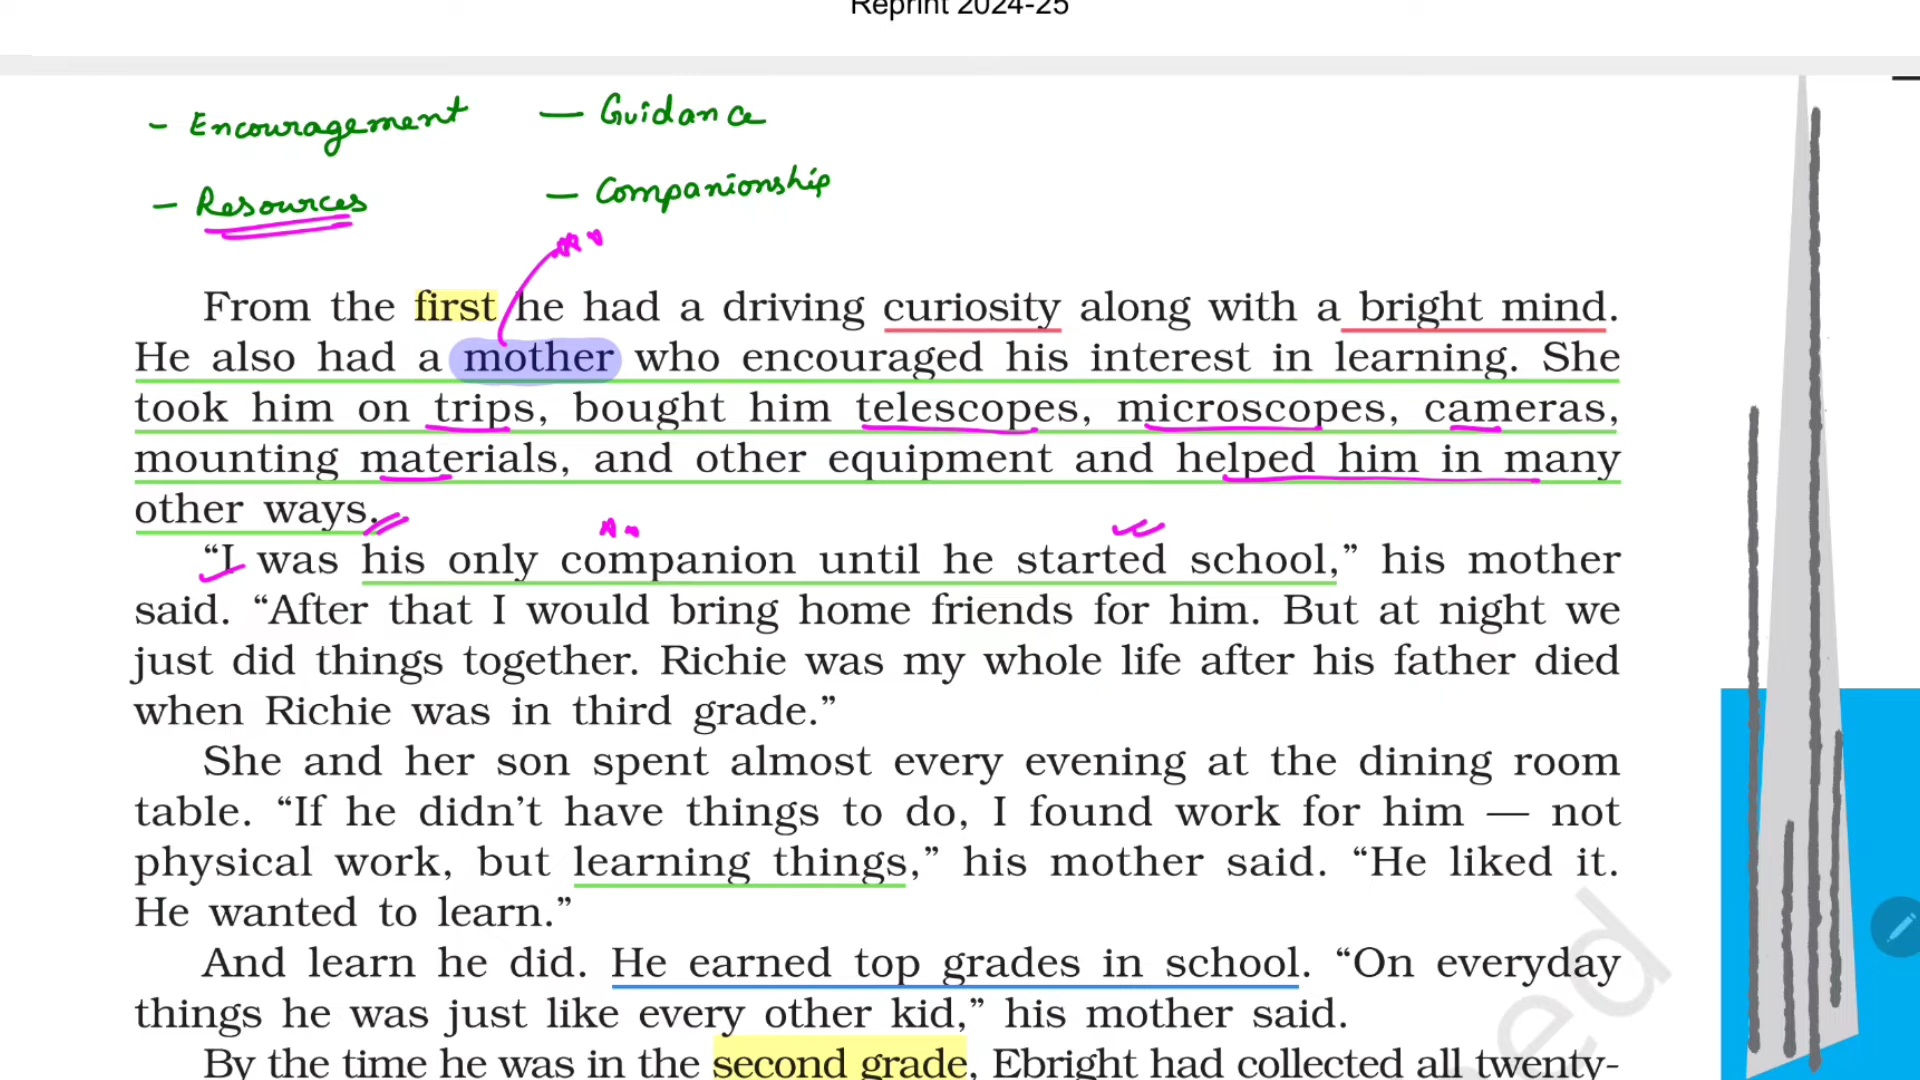 Reprint 2024-25
- Encouragement — Guidance
- Resources — Companionship
From the first he had a driving curiosity along with a bright mind.
He also had a mother who encouraged his interest in learning. She
took him on trips, bought him telescopes, microscopes, cameras,
mounting materials, and other equipment and helped him in many
other ways.
“I was his only companion until he started school,” his mother
said. “After that I would bring home friends for him. But at night we
just did things together. Richie was my whole life after his father died
when Richie was in third grade.”
She and her son spent almost every evening at the dining room
table. “If he didn’t have things to do, I found work for him — not
physical work, but learning things,” his mother said. “He liked it.
He wanted to learn.”
And learn he did. He earned top grades in school. “On everyday
things he was just like every other kid,” his mother said.
By the time he was in the second grade, Ebright had collected all twenty-